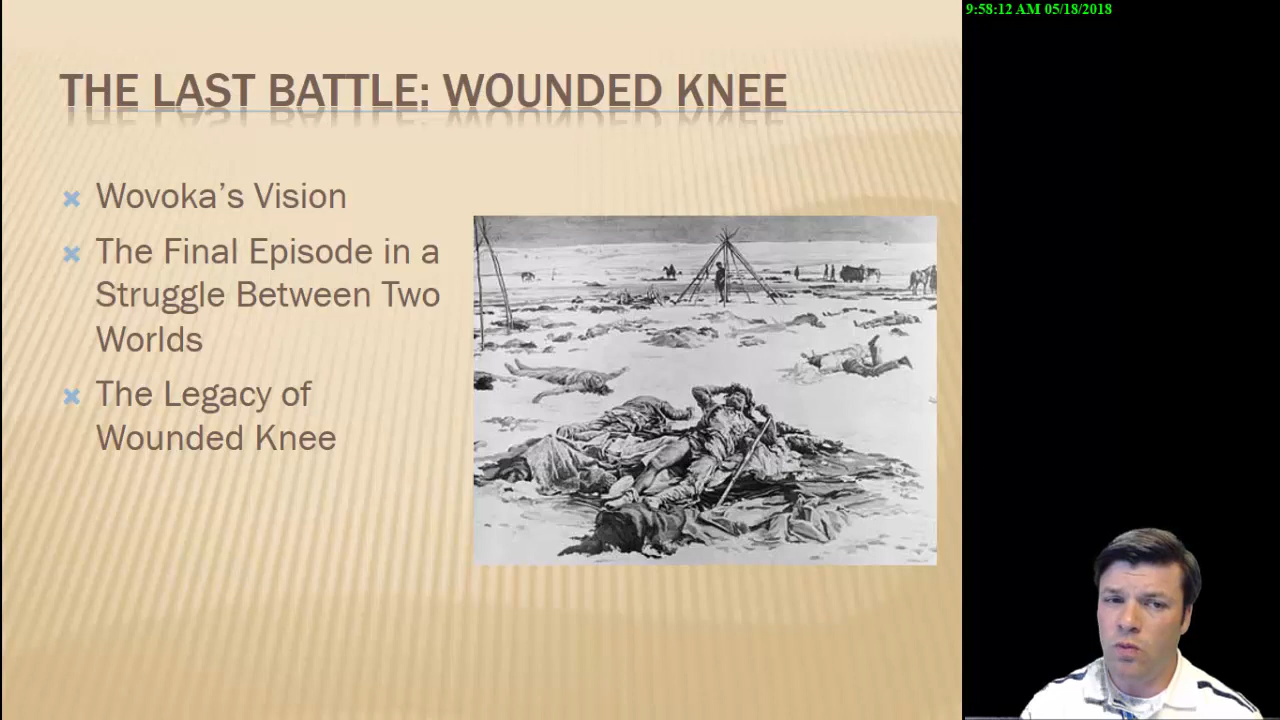 9:58:12 AM 05/18/2018
THE LAST BATTLE: WOUNDED KNEE
Wovoka's Vision
The Final Episode in a
Struggle Between Two
Worlds
The Legacy of
Wounded Knee